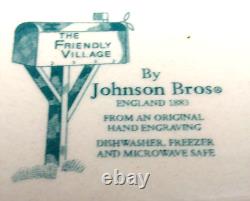 THE
FRIENDLY
VILLAGE
By
Johnson Bros®
ENGLAND 1883
FROM AN ORIGINAL
HAND ENGRAVING
DISHWASHER, FREEZER
AND MICROWAVE SAFE